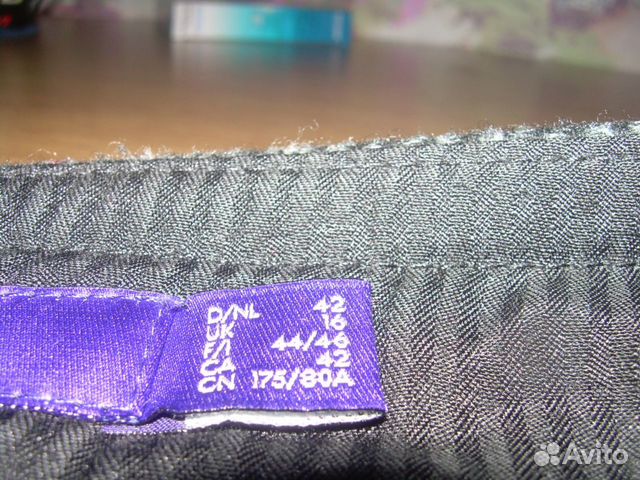 D/NL 42
UK 16
F/I 44/46
CA 42
CN 175/80A
Avito